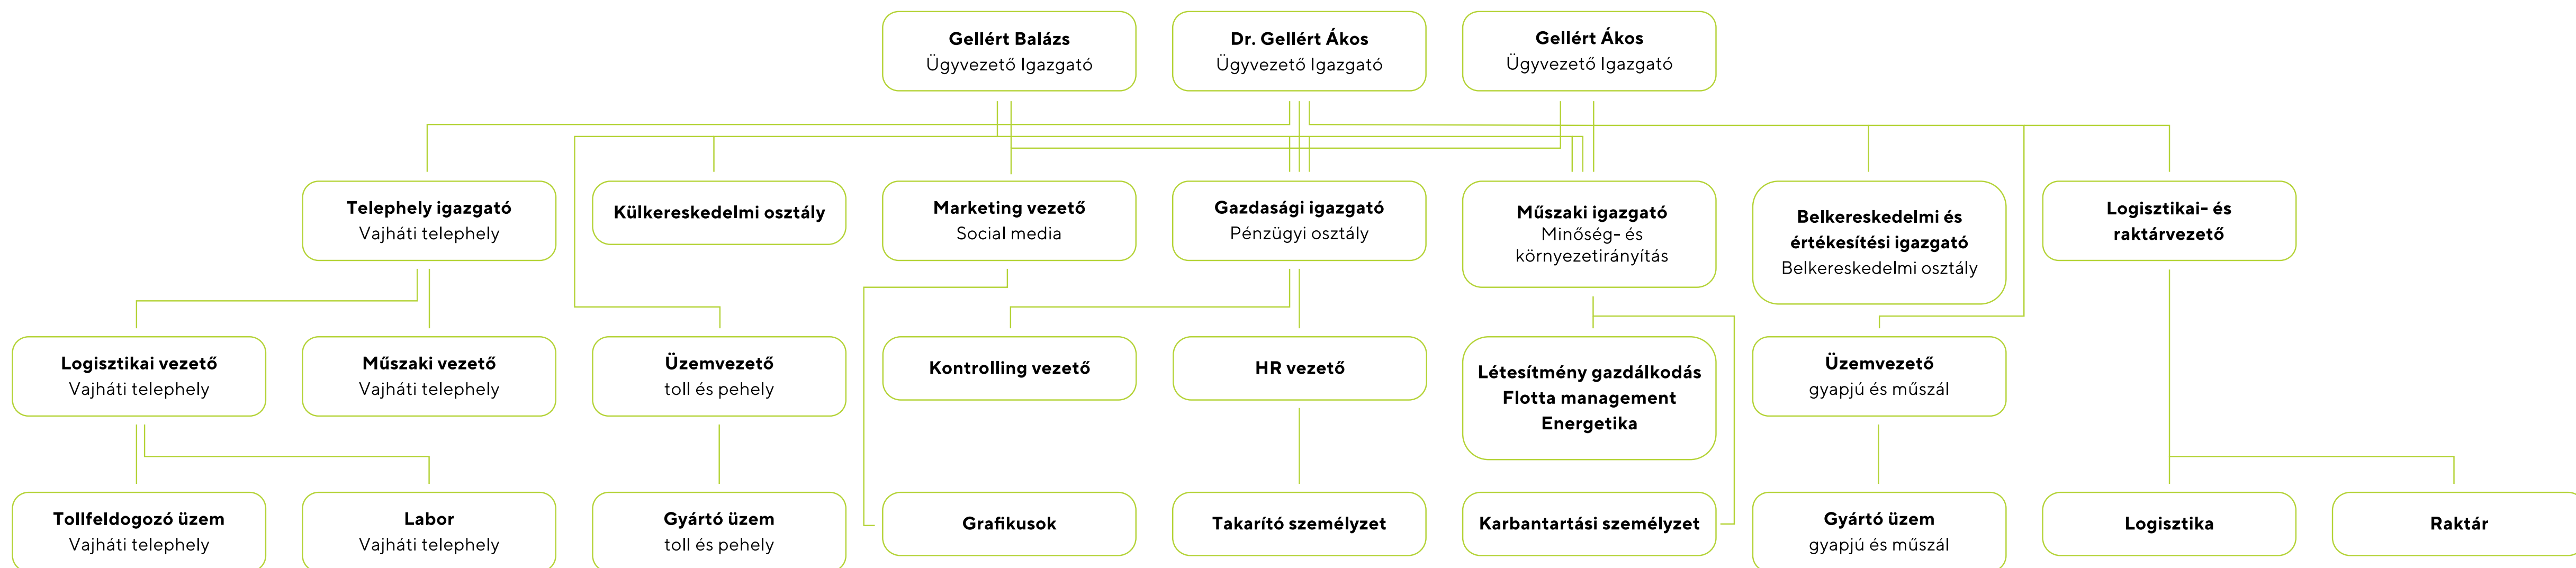 Gellért Balázs
Ügyvezető Igazgató
Dr. Gellért Ákos
Ügyvezető Igazgató
Gellért Ákos
Ügyvezető Igazgató
Telephely igazgató
Vajháti telephely
Külkereskedelmi osztály
Marketing vezető
Social media
Gazdasági igazgató
Pénzügyi osztály
Műszaki igazgató
Minőség- és
környezetirányítás
Belkereskedelmi és
értékesítési igazgató
Belkereskedelmi osztály
Logisztikai- és
raktárvezető
Logisztikai vezető
Vajháti telephely
Műszaki vezető
Vajháti telephely
Üzemvezető
toll és pehely
Kontrolling vezető
HR vezető
Létesítmény gazdálkodás
Flotta management
Energetika
Üzemvezető
gyapjú és műszál
Tollfeldogozó üzem
Vajháti telephely
Labor
Vajháti telephely
Gyártó üzem
toll és pehely
Grafikusok
Takarító személyzet
Karbantartási személyzet
Gyártó üzem
gyapjú és műszál
Logisztika
Raktár